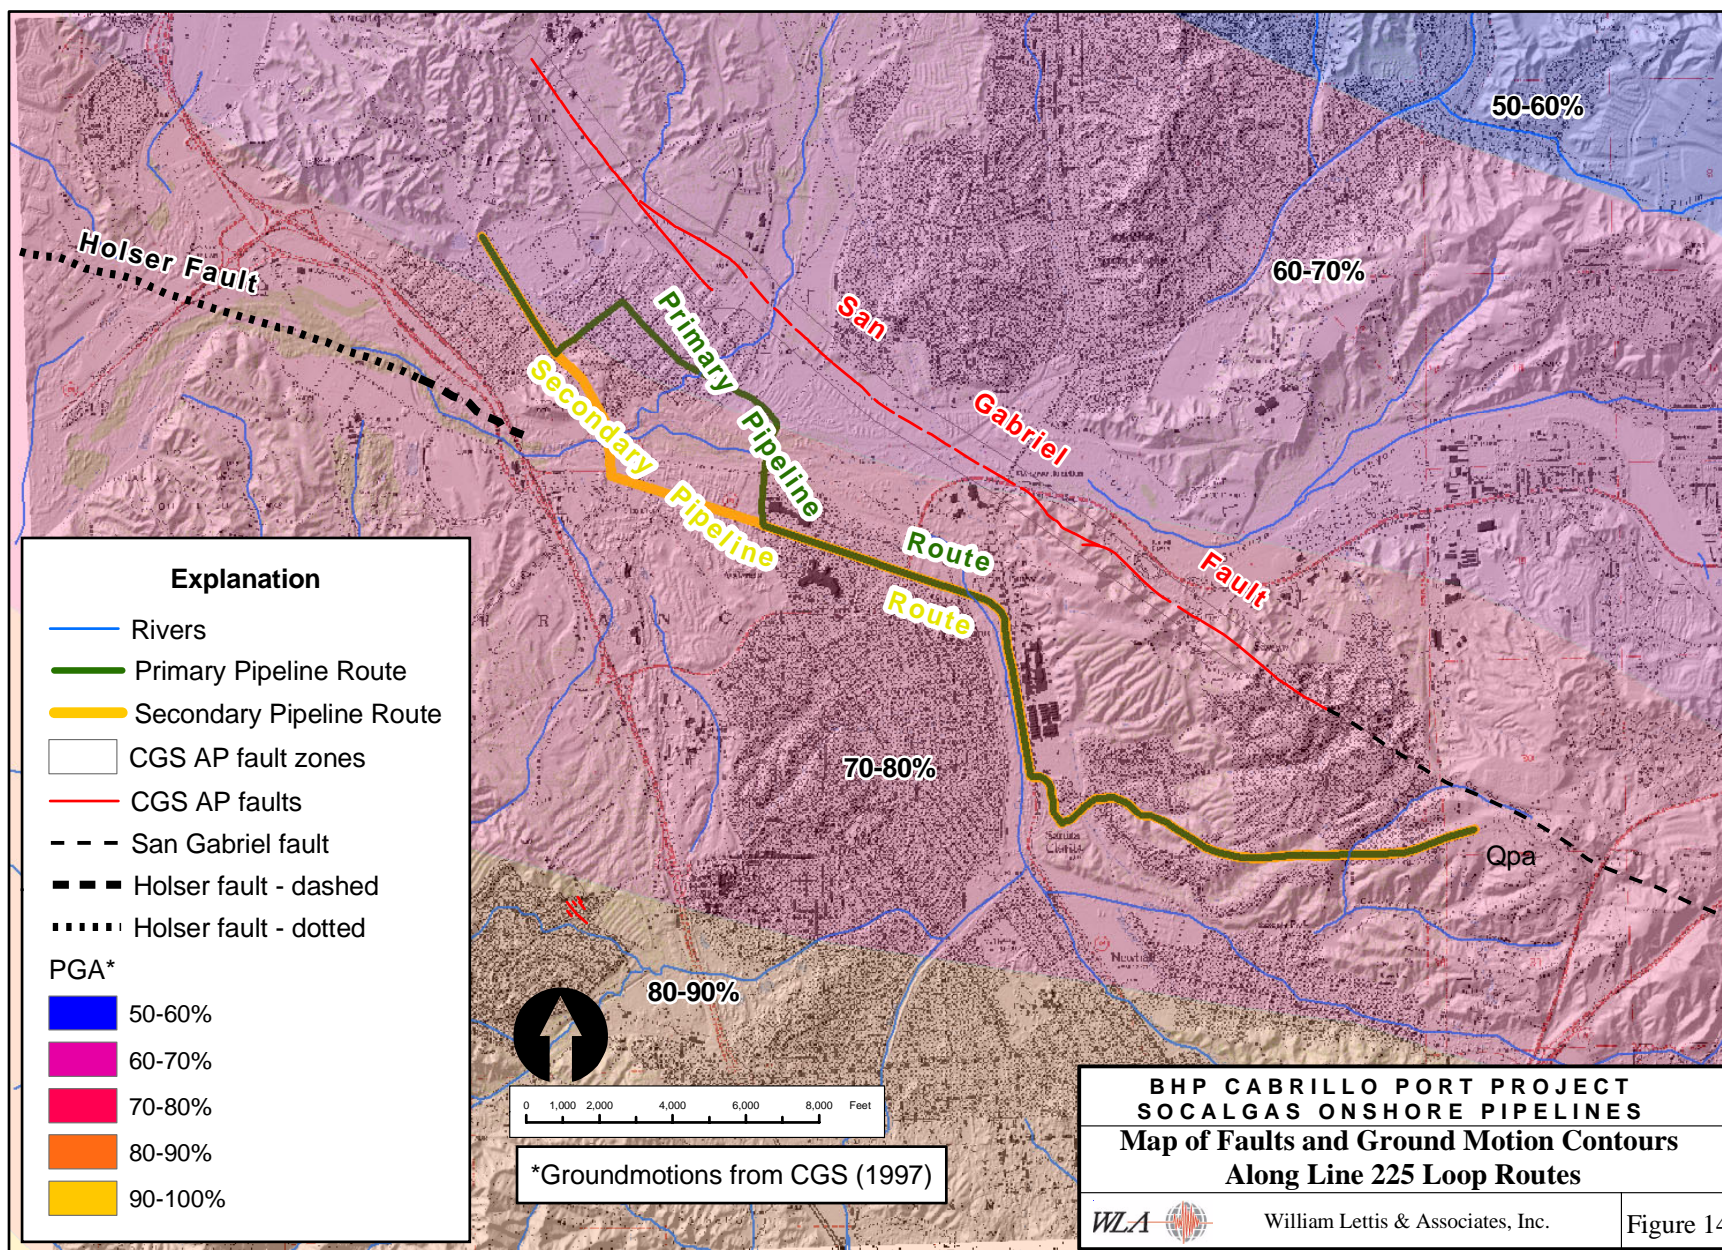 50-60%
60-70%
Holser Fault
San
Gabriel
Fault
Primary
Pipeline
Route
Secondary
Pipeline
Route
70-80%
Santa
Clarita
Qpa
Newhall
80-90%
Explanation
Rivers
Primary Pipeline Route
Secondary Pipeline Route
CGS AP fault zones
CGS AP faults
San Gabriel fault
Holser fault - dashed
Holser fault - dotted
PGA*
50-60%
60-70%
70-80%
80-90%
90-100%
0 1,000 2,000 4,000 6,000 8,000 Feet
*Groundmotions from CGS (1997)
BHP CABRILLO PORT PROJECT
SOCALGAS ONSHORE PIPELINES
Map of Faults and Ground Motion Contours
Along Line 225 Loop Routes
WLA
William Lettis & Associates, Inc.
Figure 14